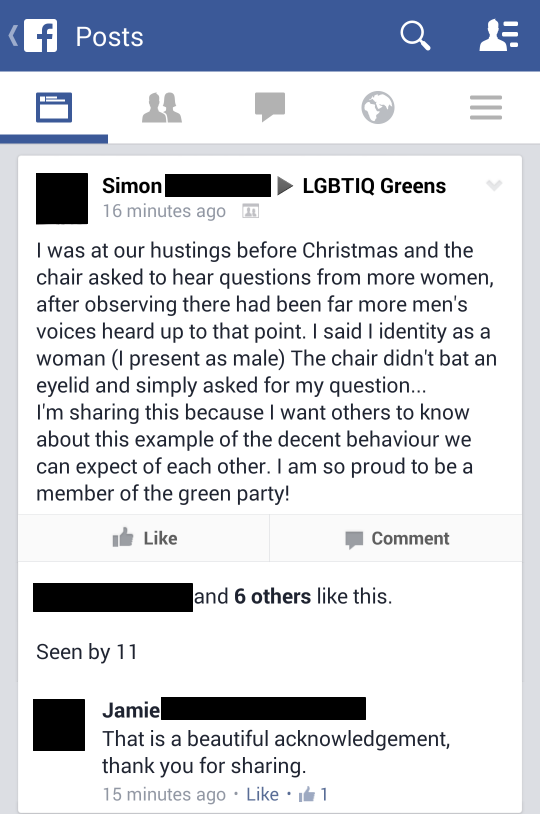 f Posts
Simon LGBTIQ Greens
16 minutes ago
I was at our hustings before Christmas and the
chair asked to hear questions from more women,
after observing there had been far more men's
voices heard up to that point. I said I identity as a
woman (I present as male) The chair didn't bat an
eyelid and simply asked for my question...
I'm sharing this because I want others to know
about this example of the decent behaviour we
can expect of each other. I am so proud to be a
member of the green party!
Like Comment
and 6 others like this.
Seen by 11
Jamie
That is a beautiful acknowledgement,
thank you for sharing.
15 minutes ago · Like · 1